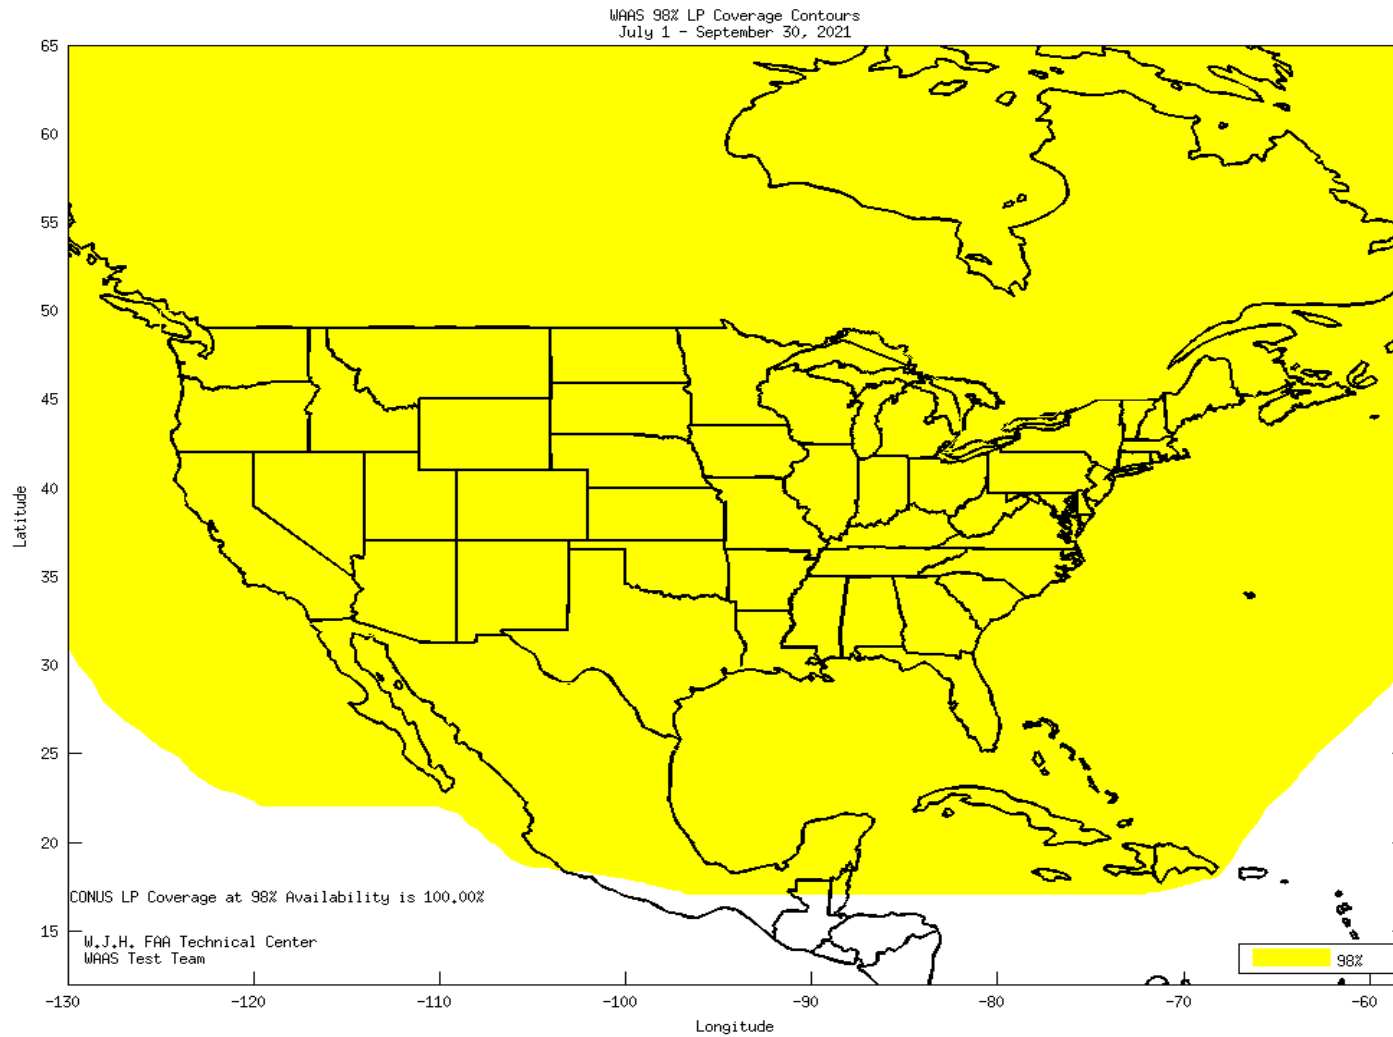 WAAS 98% LP Coverage Contours
July 1 - September 30, 2021
65
60
55
50
45
40
35
30
25
20
15
Latitude
CONUS LP Coverage at 98% Availability is 100.00%
W.J.H. FAA Technical Center
WAAS Test Team
98%
-130
-120
-110
-100
-90
-80
-70
-60
Longitude